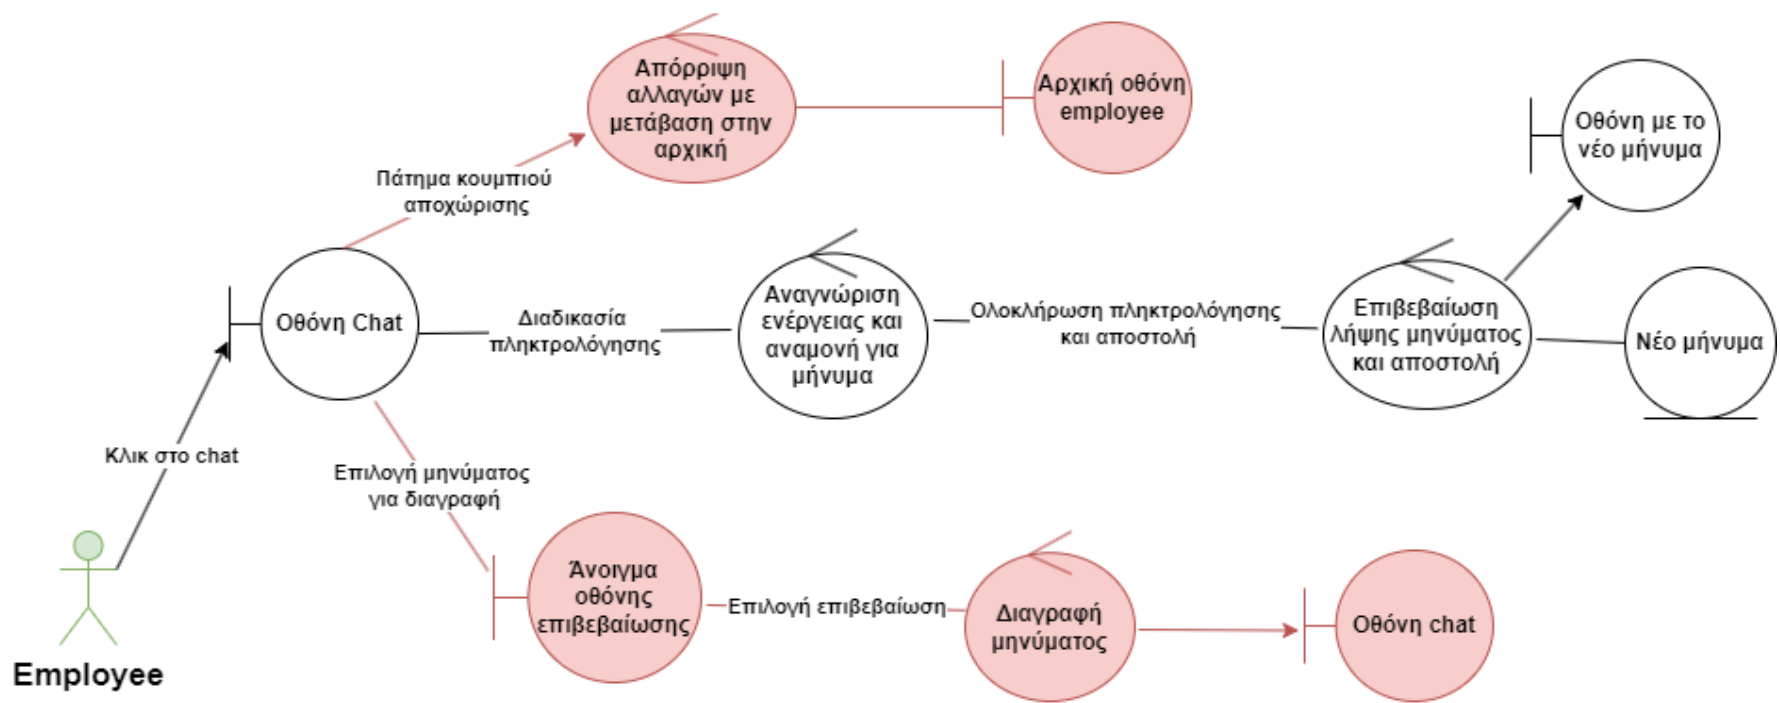 Απόρριψη
αλλαγών με
μετάβαση στην
αρχική
Αρχική οθόνη
employee
Οθόνη με το
νέο μήνυμα
Πάτημα κουμπιού
αποχώρισης
Οθόνη Chat
Διαδικασία
πληκτρολόγησης
Αναγνώριση
ενέργειας και
αναμονή για
μήνυμα
Ολοκλήρωση πληκτρολόγησης
και αποστολή
Επιβεβαίωση
λήψης μηνύματος
και αποστολή
Νέο μήνυμα
Κλικ στο chat
Επιλογή μηνύματος
για διαγραφή
Άνοιγμα
οθόνης
επιβεβαίωσης
Επιλογή επιβεβαίωση
Διαγραφή
μηνύματος
Οθόνη chat
Employee